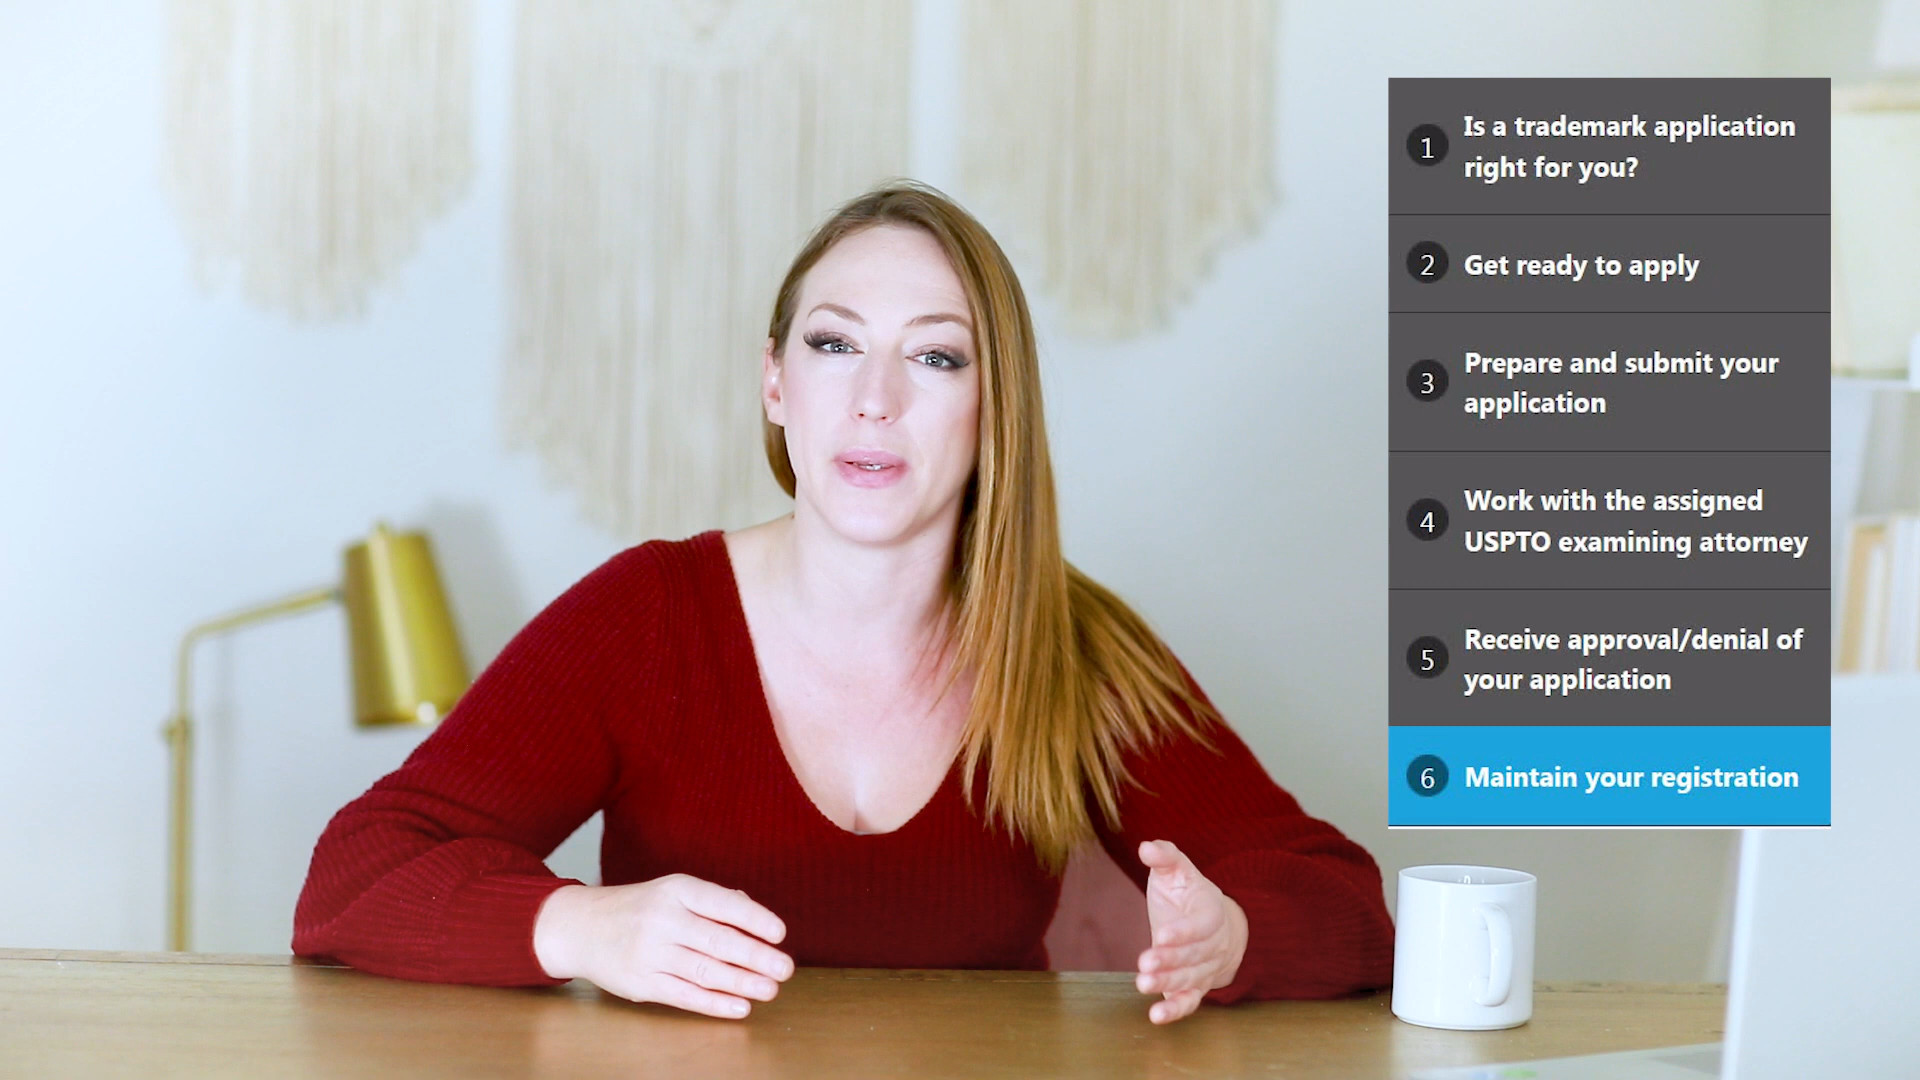 1 Is a trademark application
right for you?
2 Get ready to apply
3 Prepare and submit your
application
4 Work with the assigned
USPTO examining attorney
5 Receive approval/denial of
your application
6 Maintain your registration